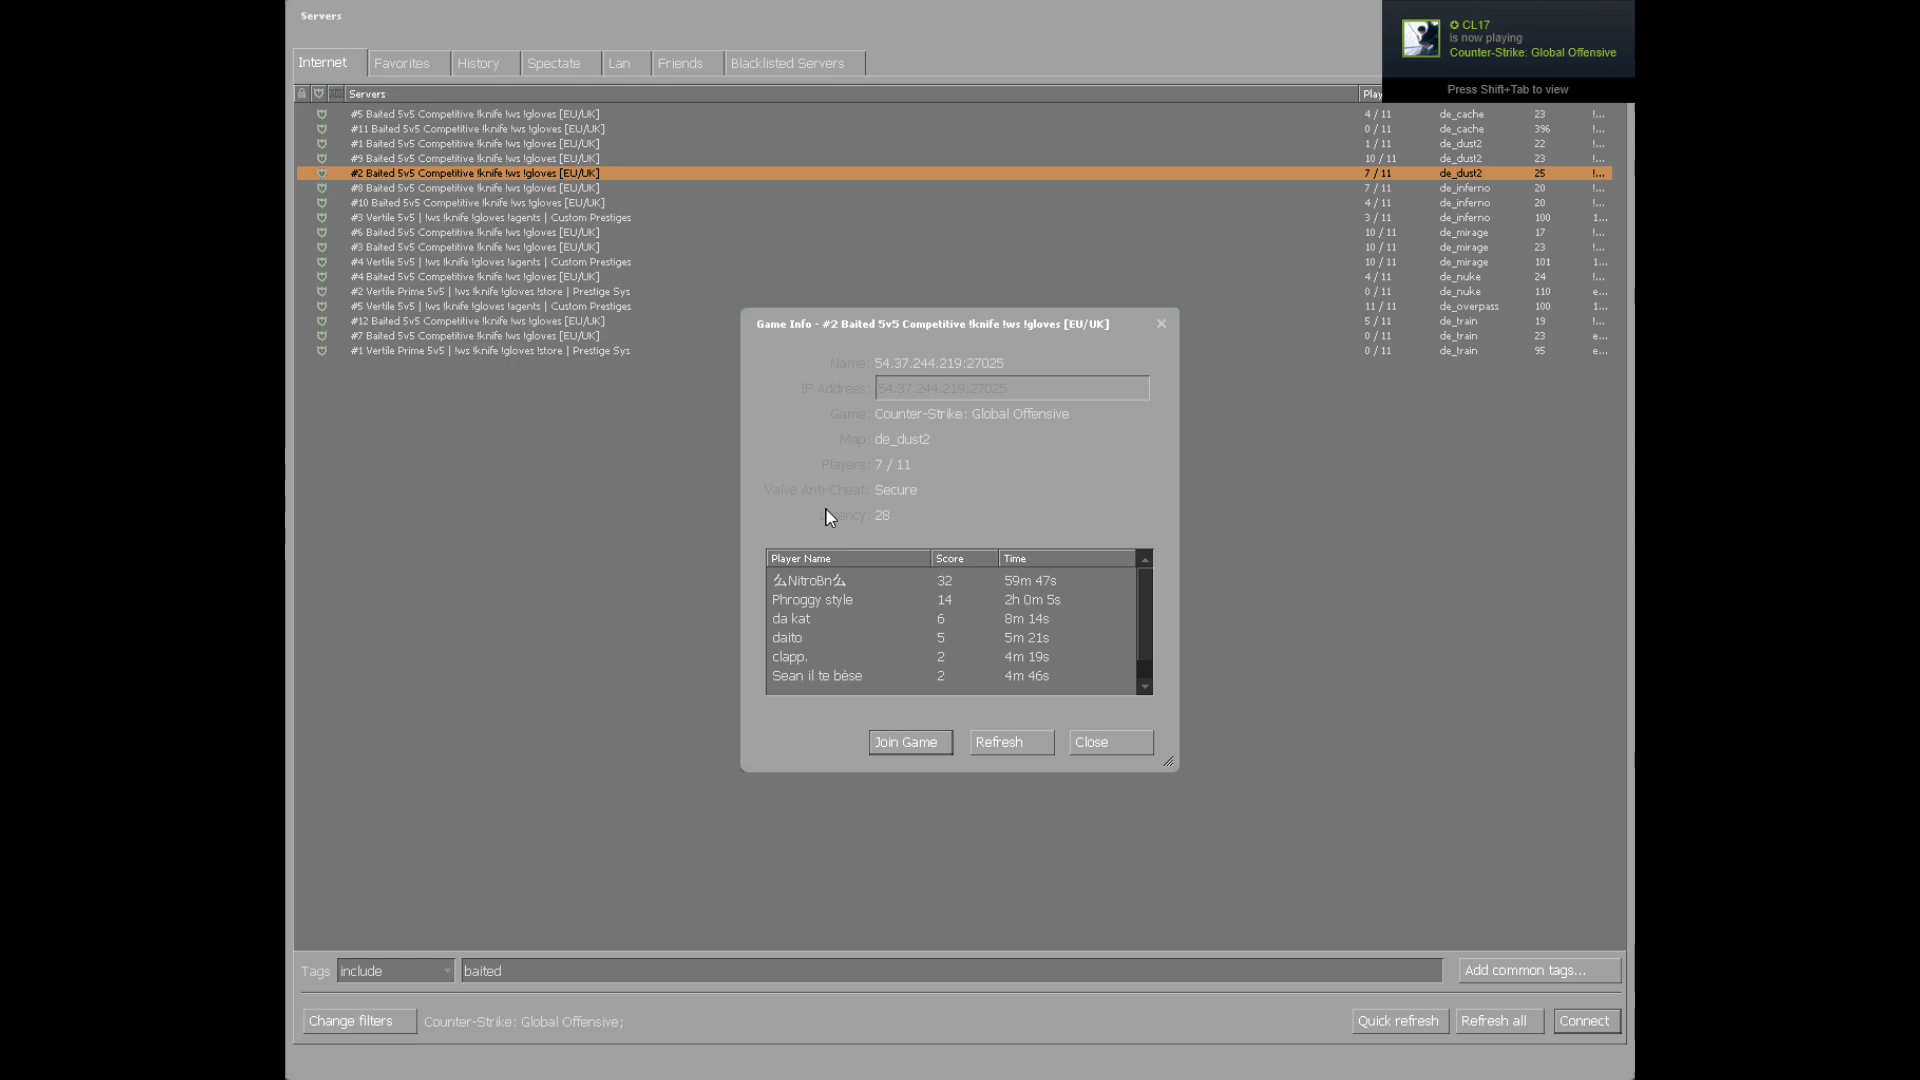 Servers
✪ CL17
is now playing
Counter-Strike: Global Offensive
Press Shift+Tab to view
Internet Favorites History Spectate Lan Friends Blacklisted Servers
Servers Play
#5 Baited 5v5 Competitive !knife !ws !gloves [EU/UK] 4 / 11 de_cache 23 !...
#11 Baited 5v5 Competitive !knife !ws !gloves [EU/UK] 0 / 11 de_cache 396 !...
#1 Baited 5v5 Competitive !knife !ws !gloves [EU/UK] 1 / 11 de_dust2 22 !...
#9 Baited 5v5 Competitive !knife !ws !gloves [EU/UK] 10 / 11 de_dust2 23 !...
#2 Baited 5v5 Competitive !knife !ws !gloves [EU/UK] 7 / 11 de_dust2 25 !...
#8 Baited 5v5 Competitive !knife !ws !gloves [EU/UK] 7 / 11 de_inferno 20 !...
#10 Baited 5v5 Competitive !knife !ws !gloves [EU/UK] 4 / 11 de_inferno 20 !...
#3 Vertile 5v5 | !ws !knife !gloves !agents | Custom Prestiges 3 / 11 de_inferno 100 1...
#6 Baited 5v5 Competitive !knife !ws !gloves [EU/UK] 10 / 11 de_mirage 17 !...
#3 Baited 5v5 Competitive !knife !ws !gloves [EU/UK] 10 / 11 de_mirage 23 !...
#4 Vertile 5v5 | !ws !knife !gloves !agents | Custom Prestiges 10 / 11 de_mirage 101 1...
#4 Baited 5v5 Competitive !knife !ws !gloves [EU/UK] 4 / 11 de_nuke 24 !...
#2 Vertile Prime 5v5 | !ws !knife !gloves !store | Prestige Sys 0 / 11 de_nuke 110 e...
#5 Vertile 5v5 | !ws !knife !gloves !agents | Custom Prestiges 11 / 11 de_overpass 100 1...
#12 Baited 5v5 Competitive !knife !ws !gloves [EU/UK] 5 / 11 de_train 19 !...
#7 Baited 5v5 Competitive !knife !ws !gloves [EU/UK] 0 / 11 de_train 23 e...
#1 Vertile Prime 5v5 | !ws !knife !gloves !store | Prestige Sys 0 / 11 de_train 95 e...
Game Info - #2 Baited 5v5 Competitive !knife !ws !gloves [EU/UK]
Name: 54.37.244.219:27025
IP Address: 54.37.244.219:27025
Game: Counter-Strike: Global Offensive
Map: de_dust2
Players: 7 / 11
Valve Anti-Cheat: Secure
Latency: 28
Player Name Score Time
么NitroBn么 32 59m 47s
Phroggy style 14 2h 0m 5s
da kat 6 8m 14s
daito 5 5m 21s
clapp. 2 4m 19s
Sean il te bèse 2 4m 46s
Join Game Refresh Close
Tags include baited Add common tags...
Change filters Counter-Strike: Global Offensive; Quick refresh Refresh all Connect